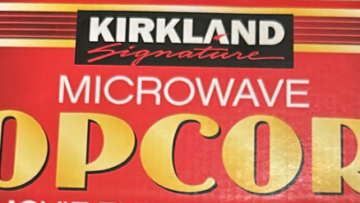 KIRKLAND
Signature
MICROWAVE
OPCOR